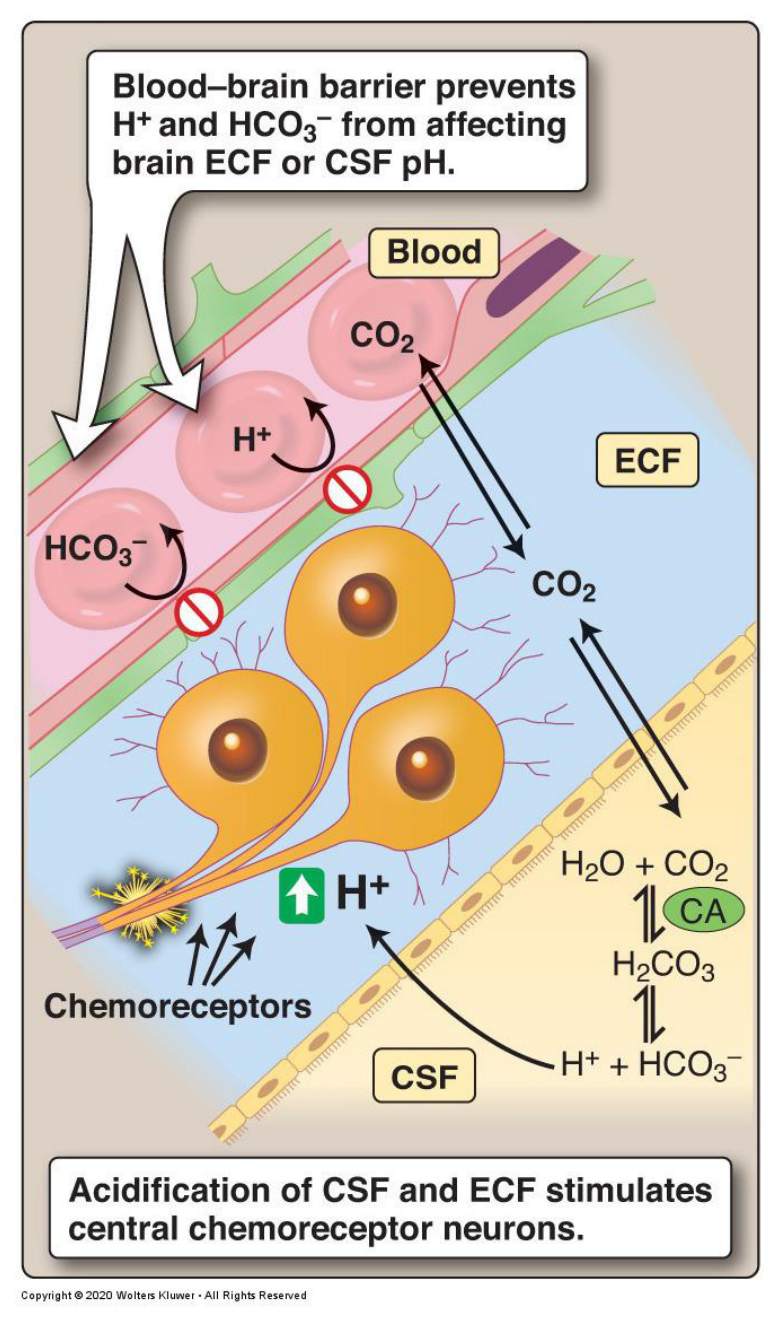 Blood–brain barrier prevents
H⁺ and HCO₃⁻ from affecting
brain ECF or CSF pH.
Blood
CO₂
H⁺
ECF
HCO₃⁻
CO₂
H₂O + CO₂
H⁺
CA
H₂CO₃
Chemoreceptors
H⁺ + HCO₃⁻
CSF
Acidification of CSF and ECF stimulates
central chemoreceptor neurons.
Copyright © 2020 Wolters Kluwer • All Rights Reserved